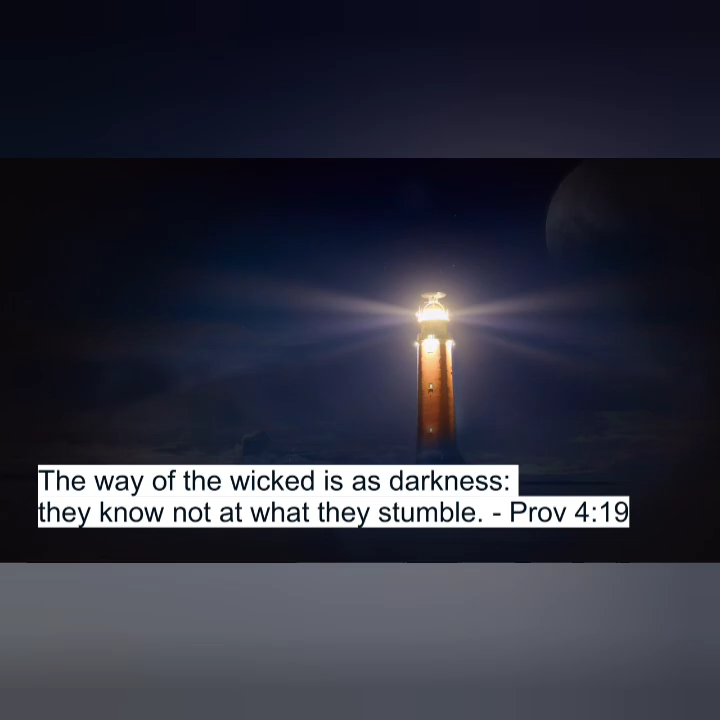 The way of the wicked is as darkness:
they know not at what they stumble. - Prov 4:19